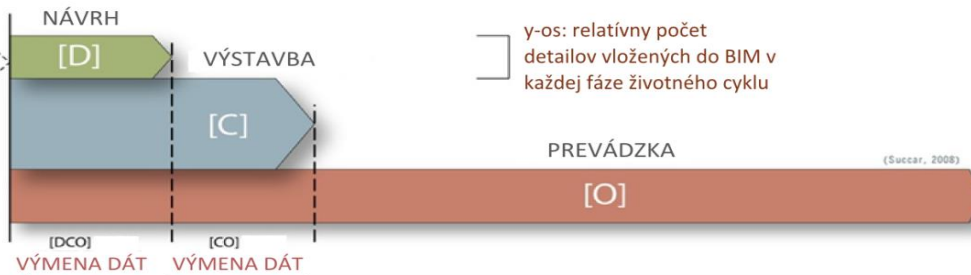 NÁVRH
[D]
VÝSTAVBA
y-os: relatívny počet
detailov vložených do BIM v
každej fáze životného cyklu
[C]
PREVÁDZKA
(Succar, 2008)
[O]
[DCO]
[CO]
VÝMENA DÁT
VÝMENA DÁT